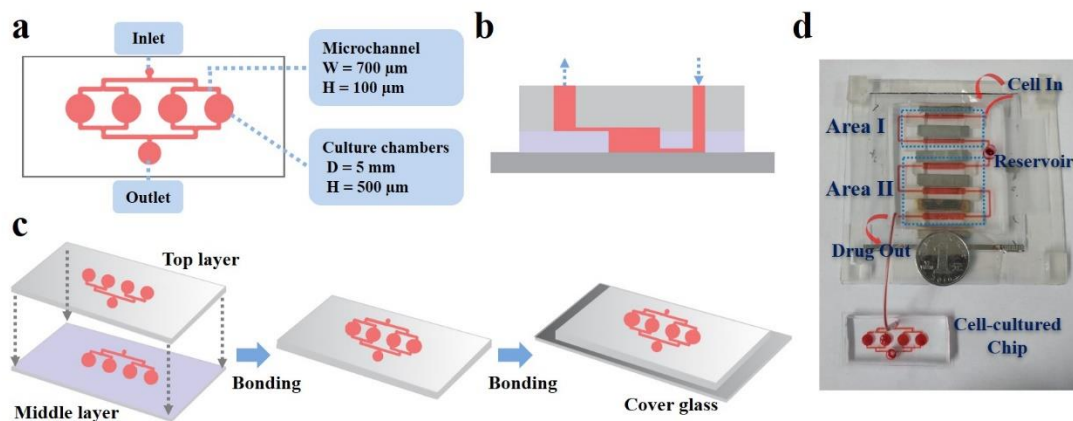 a
Inlet
Microchannel
W = 700 μm
H = 100 μm
Culture chambers
D = 5 mm
H = 500 μm
Outlet
b
c
Top layer
Middle layer
Bonding
Bonding
Cover glass
d
Cell In
Area I
Reservoir
Area II
Drug Out
Cell-cultured
Chip